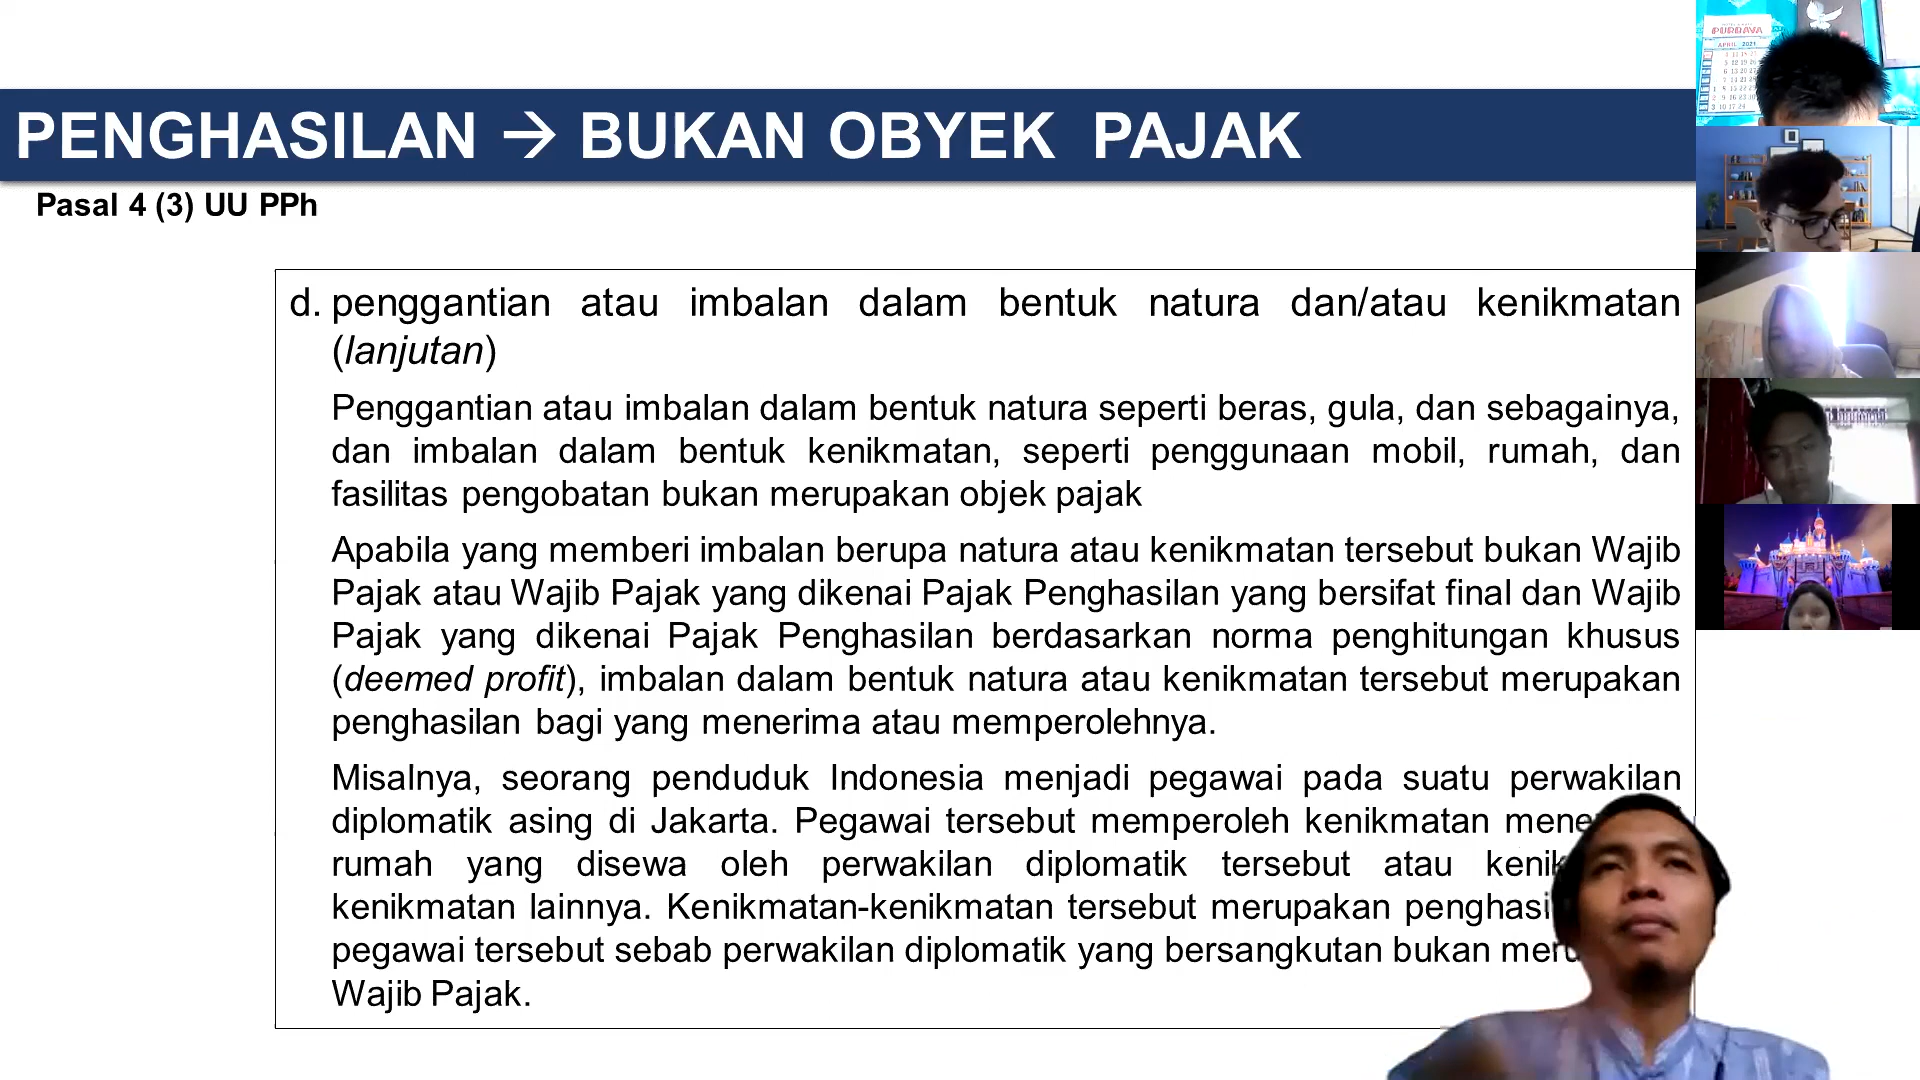 PENGHASILAN → BUKAN OBYEK PAJAK
Pasal 4 (3) UU PPh
d. penggantian atau imbalan dalam bentuk natura dan/atau kenikmatan
(lanjutan)
Penggantian atau imbalan dalam bentuk natura seperti beras, gula, dan sebagainya,
dan imbalan dalam bentuk kenikmatan, seperti penggunaan mobil, rumah, dan
fasilitas pengobatan bukan merupakan objek pajak
Apabila yang memberi imbalan berupa natura atau kenikmatan tersebut bukan Wajib
Pajak atau Wajib Pajak yang dikenai Pajak Penghasilan yang bersifat final dan Wajib
Pajak yang dikenai Pajak Penghasilan berdasarkan norma penghitungan khusus
(deemed profit), imbalan dalam bentuk natura atau kenikmatan tersebut merupakan
penghasilan bagi yang menerima atau memperolehnya.
Misalnya, seorang penduduk Indonesia menjadi pegawai pada suatu perwakilan
diplomatik asing di Jakarta. Pegawai tersebut memperoleh kenikmatan
rumah yang disewa oleh perwakilan diplomatik tersebut atau
kenikmatan lainnya. Kenikmatan-kenikmatan tersebut merupakan
pegawai tersebut sebab perwakilan diplomatik yang bersangkutan bukan
Wajib Pajak.
PURBAYA
APRIL 2021